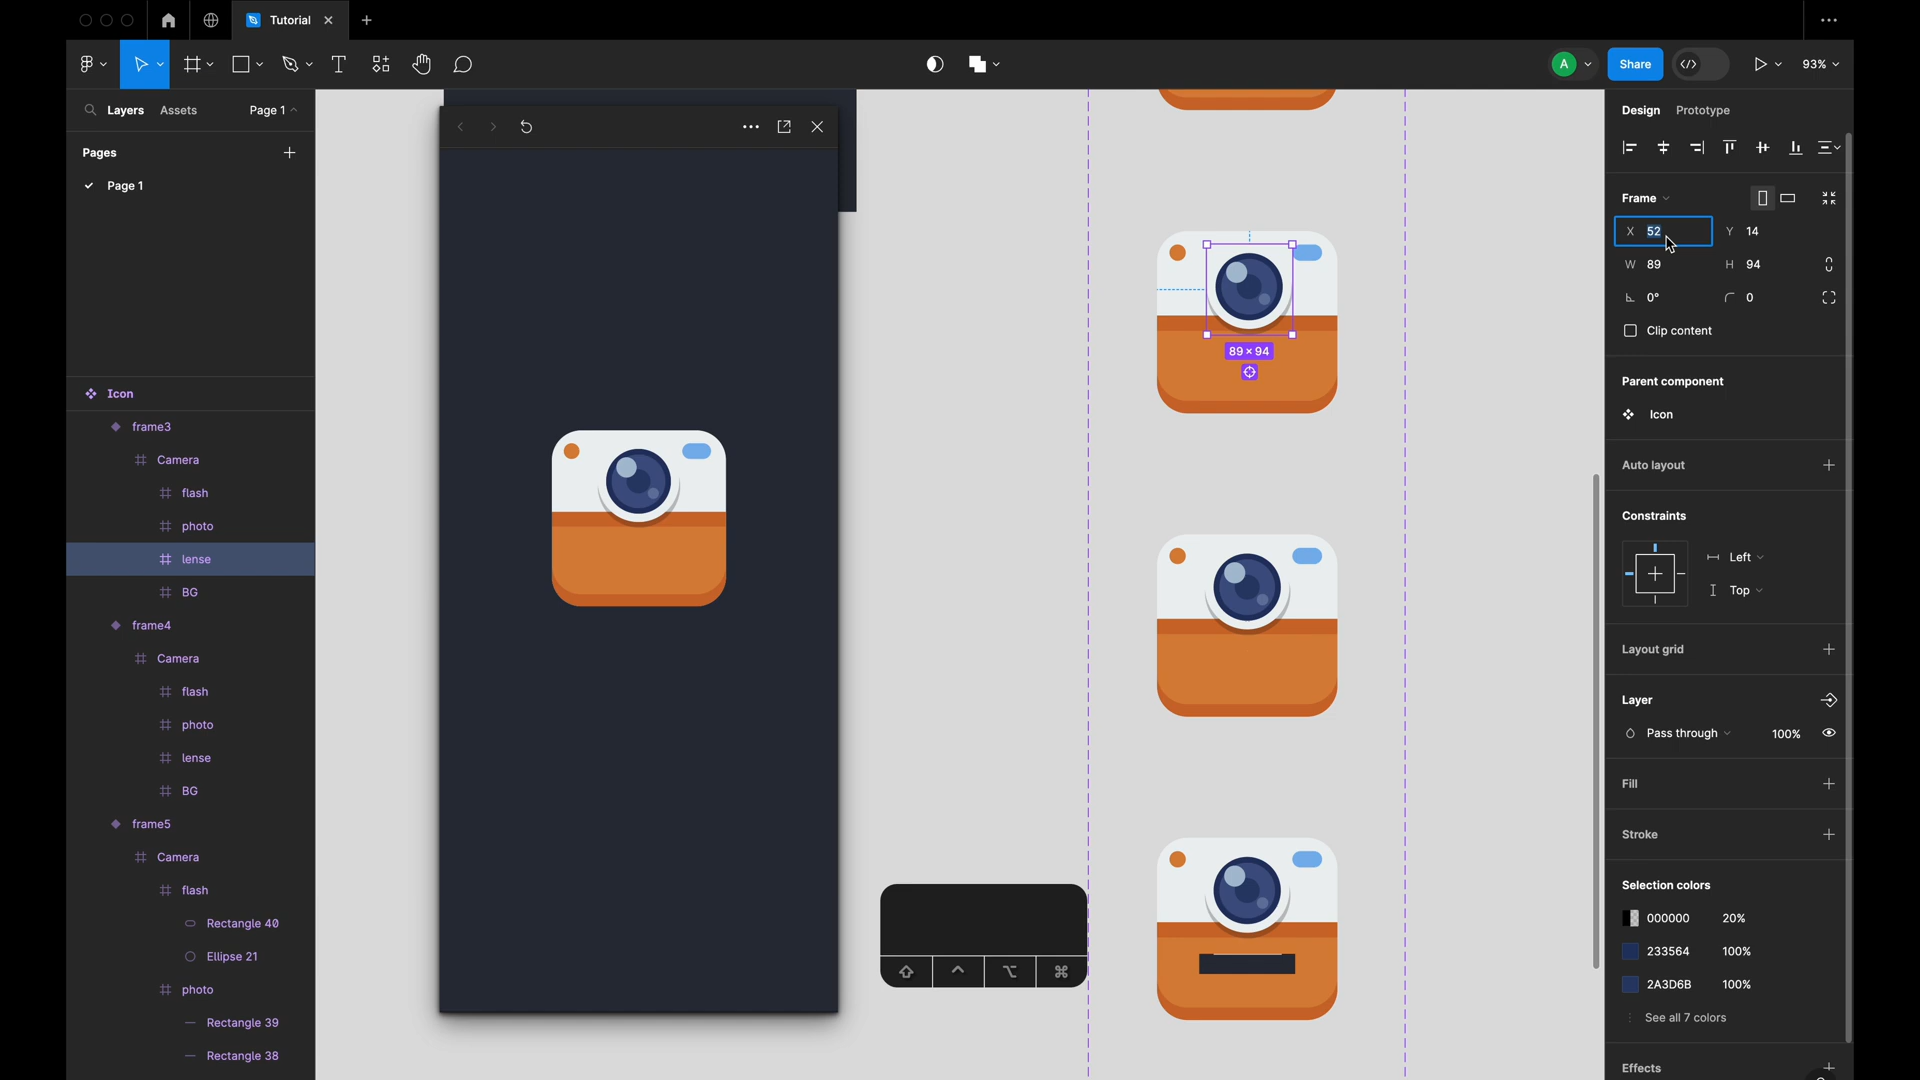 Tutorial
Share
93%
Layers Assets Page 1
Pages
Page 1
Icon
frame3
Camera
flash
photo
lense
BG
frame4
Camera
flash
photo
lense
BG
frame5
Camera
flash
Rectangle 40
Ellipse 21
photo
Rectangle 39
Rectangle 38
89 × 94
A
Design Prototype
Frame
X 52 Y 14
W 89 H 94
0° 0
Clip content
Parent component
Icon
Auto layout
Constraints
Left
Top
Layout grid
Layer
Pass through 100%
Fill
Stroke
Selection colors
000000 20%
233564 100%
2A3D6B 100%
See all 7 colors
Effects